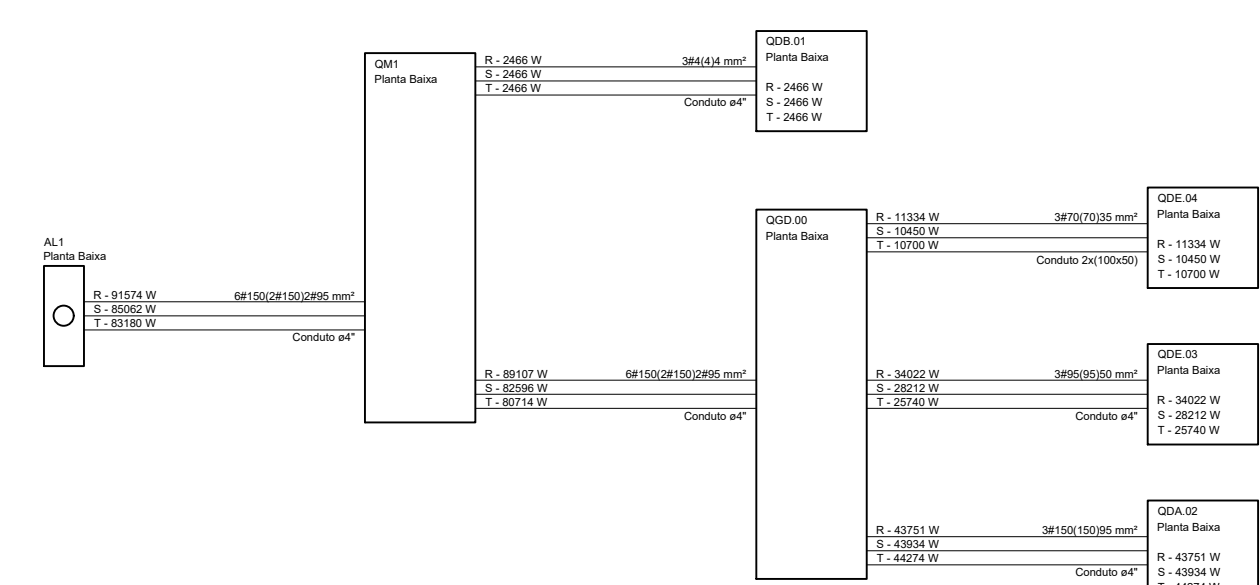 AL1
Planta Baixa
R - 91574 W
6#150(2#150)2#95 mm²
S - 85062 W
T - 83180 W
Conduto ø4"
QM1
Planta Baixa
R - 2466 W
3#4(4)4 mm²
S - 2466 W
T - 2466 W
Conduto ø4"
QDB.01
Planta Baixa
R - 2466 W
S - 2466 W
T - 2466 W
R - 89107 W
6#150(2#150)2#95 mm²
S - 82596 W
T - 80714 W
Conduto ø4"
QGD.00
Planta Baixa
R - 11334 W
3#70(70)35 mm²
S - 10450 W
T - 10700 W
Conduto 2x(100x50)
QDE.04
Planta Baixa
R - 11334 W
S - 10450 W
T - 10700 W
R - 34022 W
3#95(95)50 mm²
S - 28212 W
T - 25740 W
Conduto ø4"
QDE.03
Planta Baixa
R - 34022 W
S - 28212 W
T - 25740 W
R - 43751 W
3#150(150)95 mm²
S - 43934 W
T - 44274 W
Conduto ø4"
QDA.02
Planta Baixa
R - 43751 W
S - 43934 W
T - 44274 W